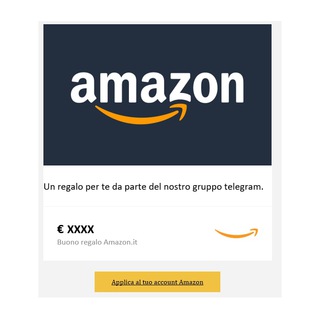 amazon
Un regalo per te da parte del nostro gruppo telegram.
€ XXXX
Buono regalo Amazon.it
Applica al tuo account Amazon